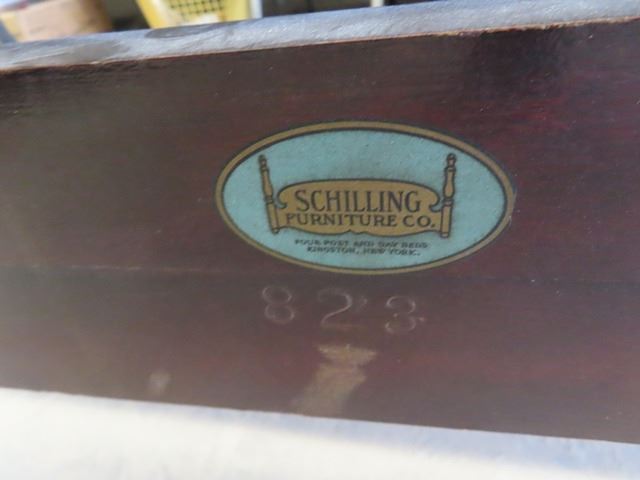 SCHILLING
FURNITURE CO.
FOUR POST AND DAY BEDS
KINGSTON, NEW YORK.
823